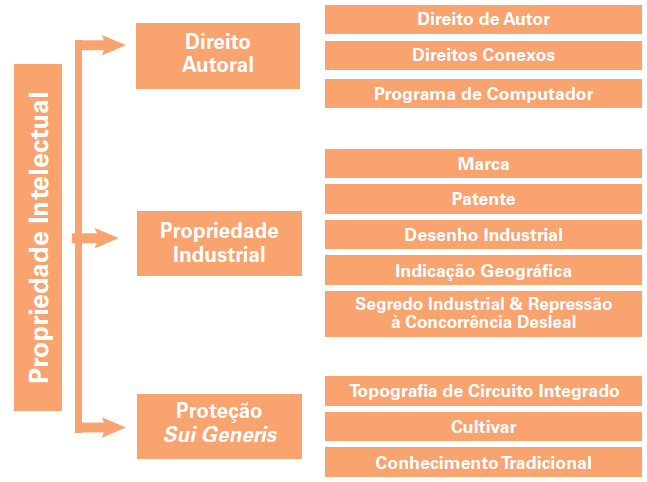 Propriedade Intelectual
Direito
Autoral
Direito de Autor
Direitos Conexos
Programa de Computador
Propriedade
Industrial
Marca
Patente
Desenho Industrial
Indicação Geográfica
Segredo Industrial & Repressão
à Concorrência Desleal
Proteção
Sui Generis
Topografia de Circuito Integrado
Cultivar
Conhecimento Tradicional